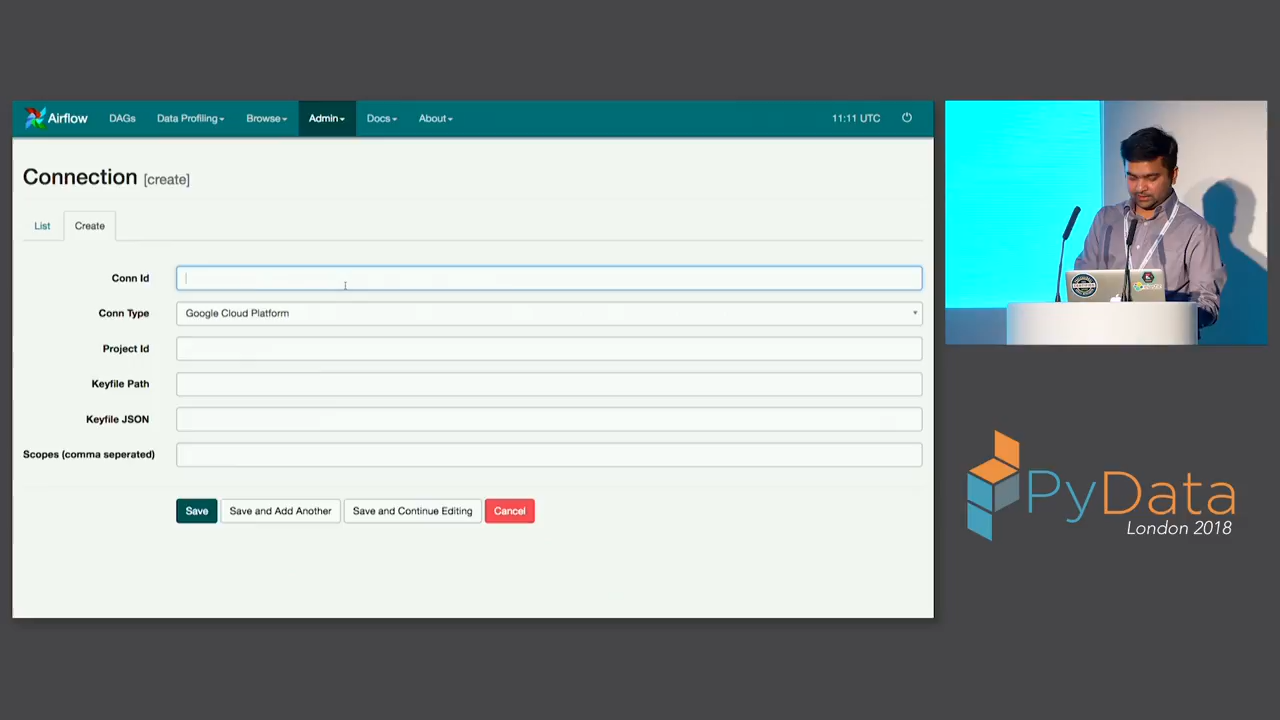 Airflow DAGs Data Profiling Browse Admin Docs About 11:11 UTC
Connection [create]
List Create
Conn Id
Conn Type Google Cloud Platform
Project Id
Keyfile Path
Keyfile JSON
Scopes (comma seperated)
Save Save and Add Another Save and Continue Editing Cancel
PyData
London 2018